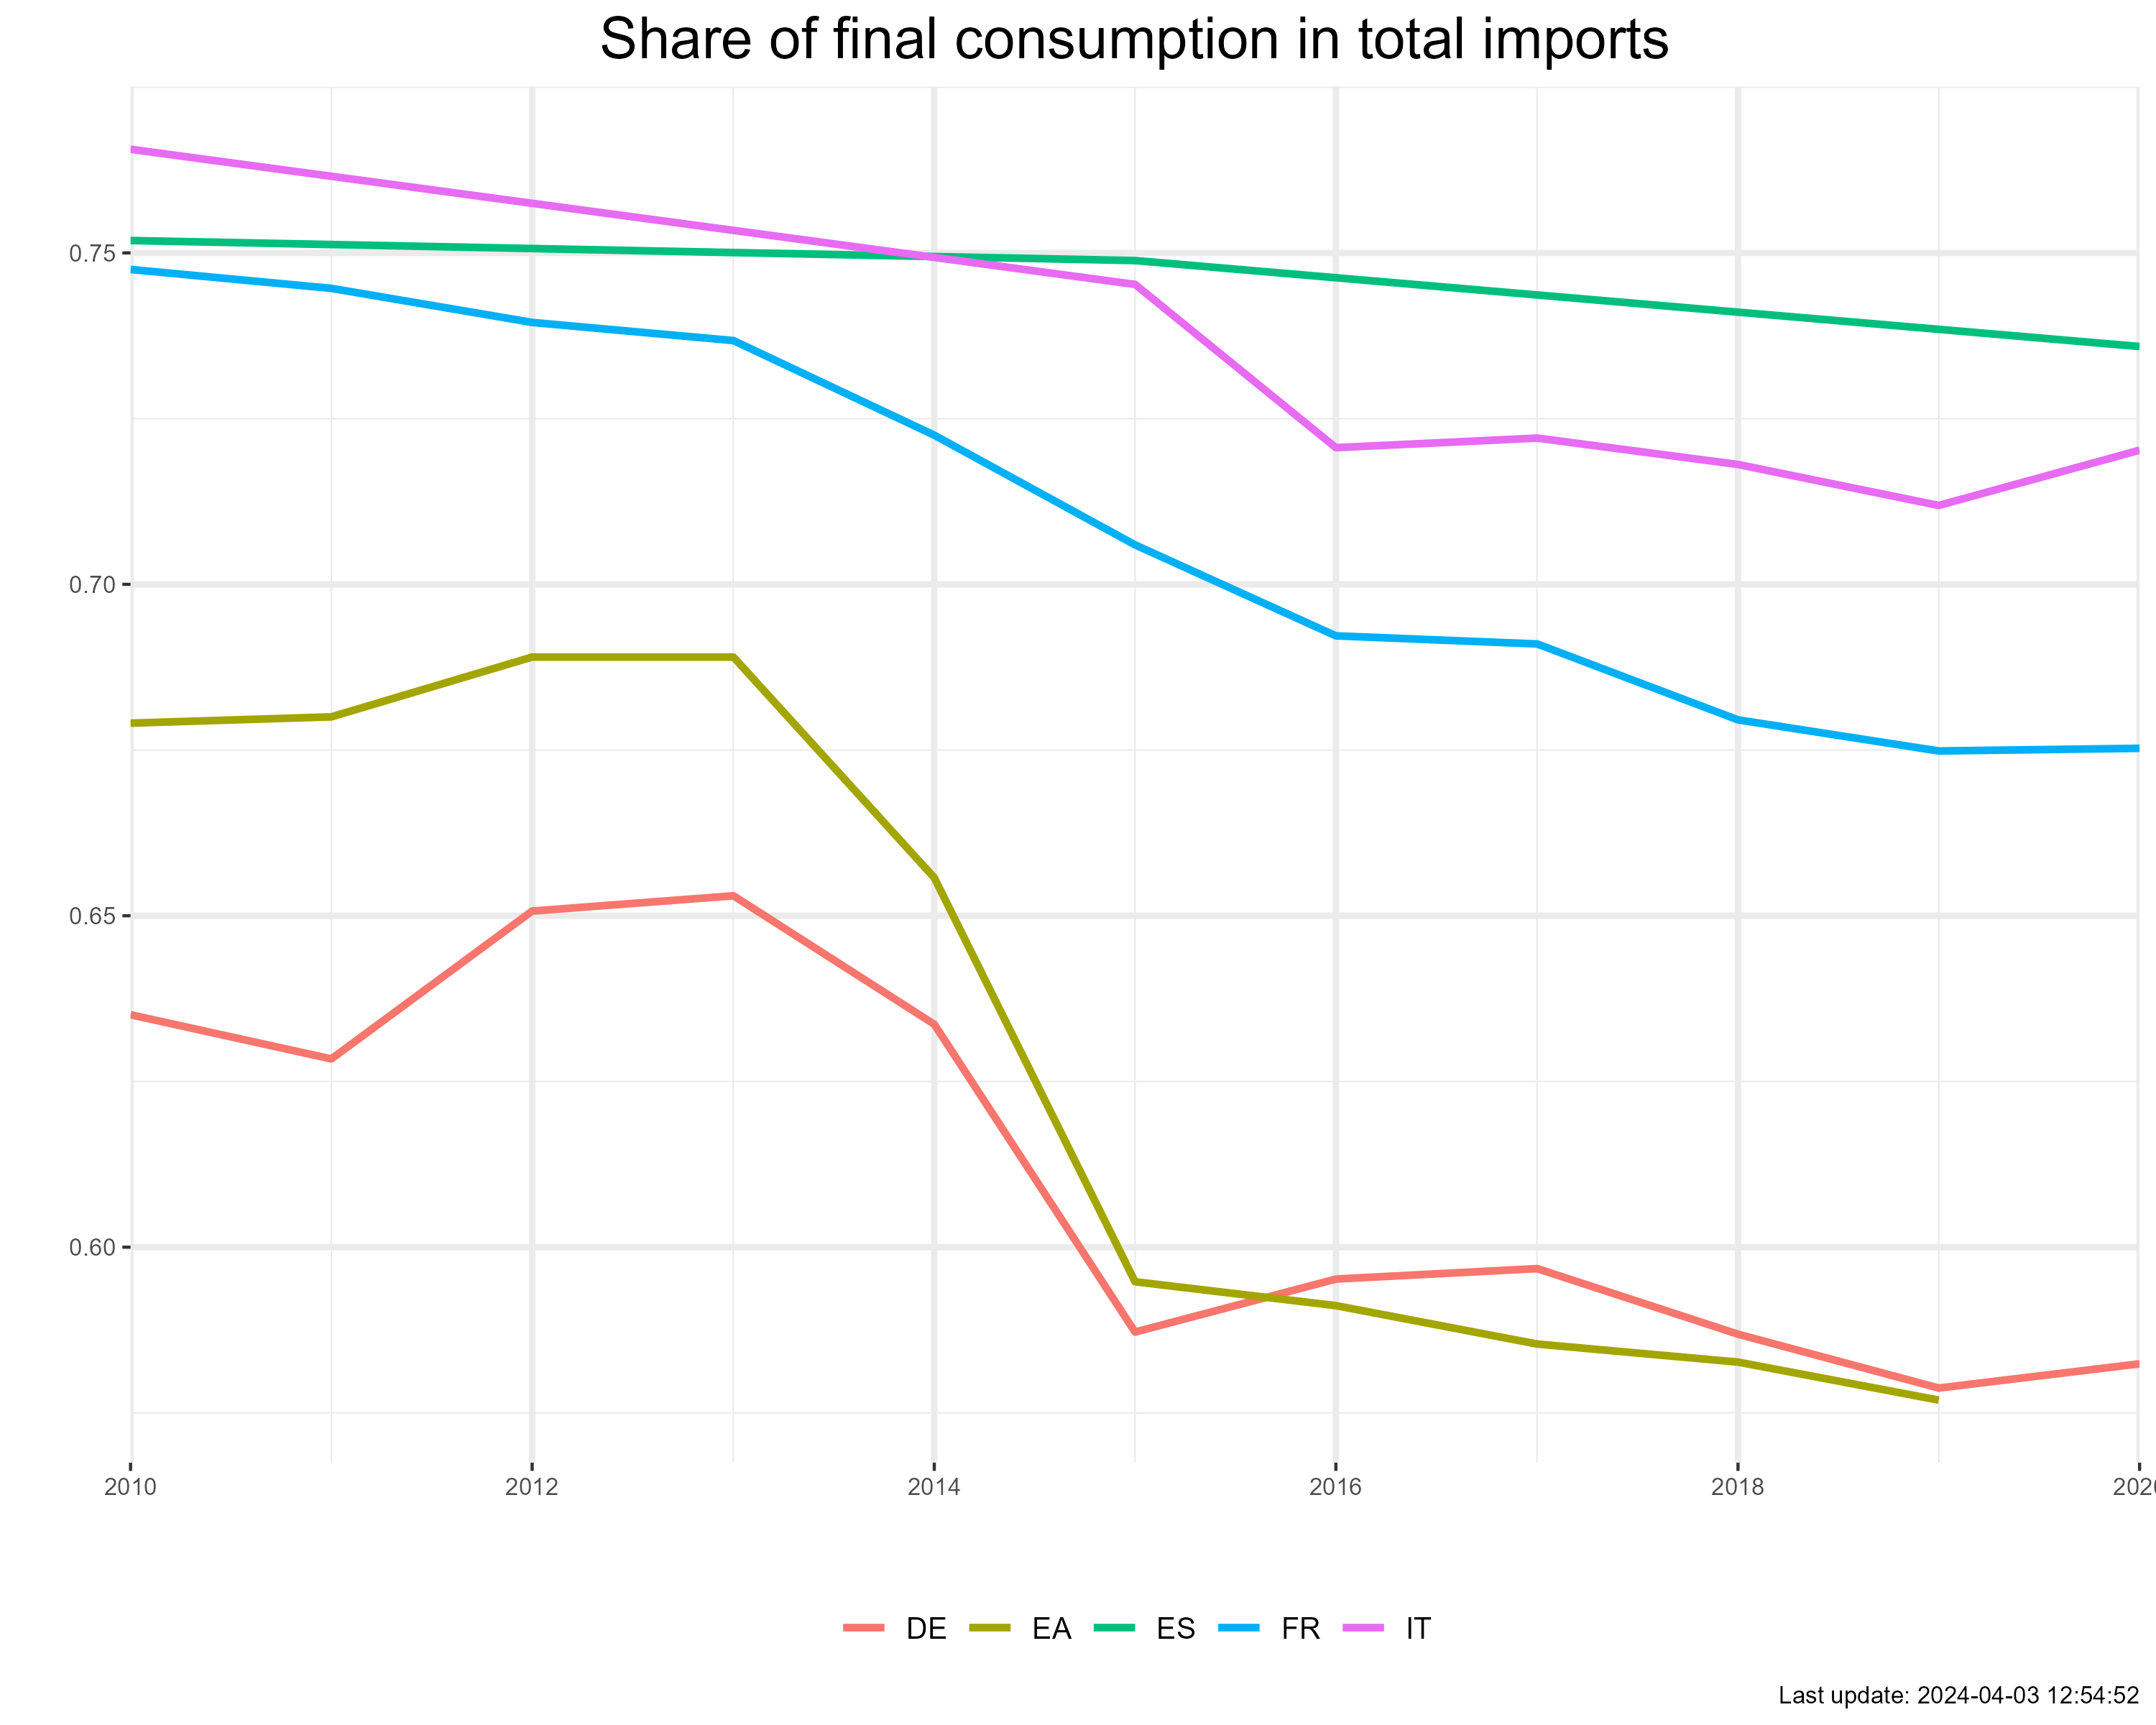 Share of final consumption in total imports
0.75
0.70
0.65
0.60
2010 2012 2014 2016 2018
DE EA ES FR IT
Last update: 2024-04-03 12:54:52